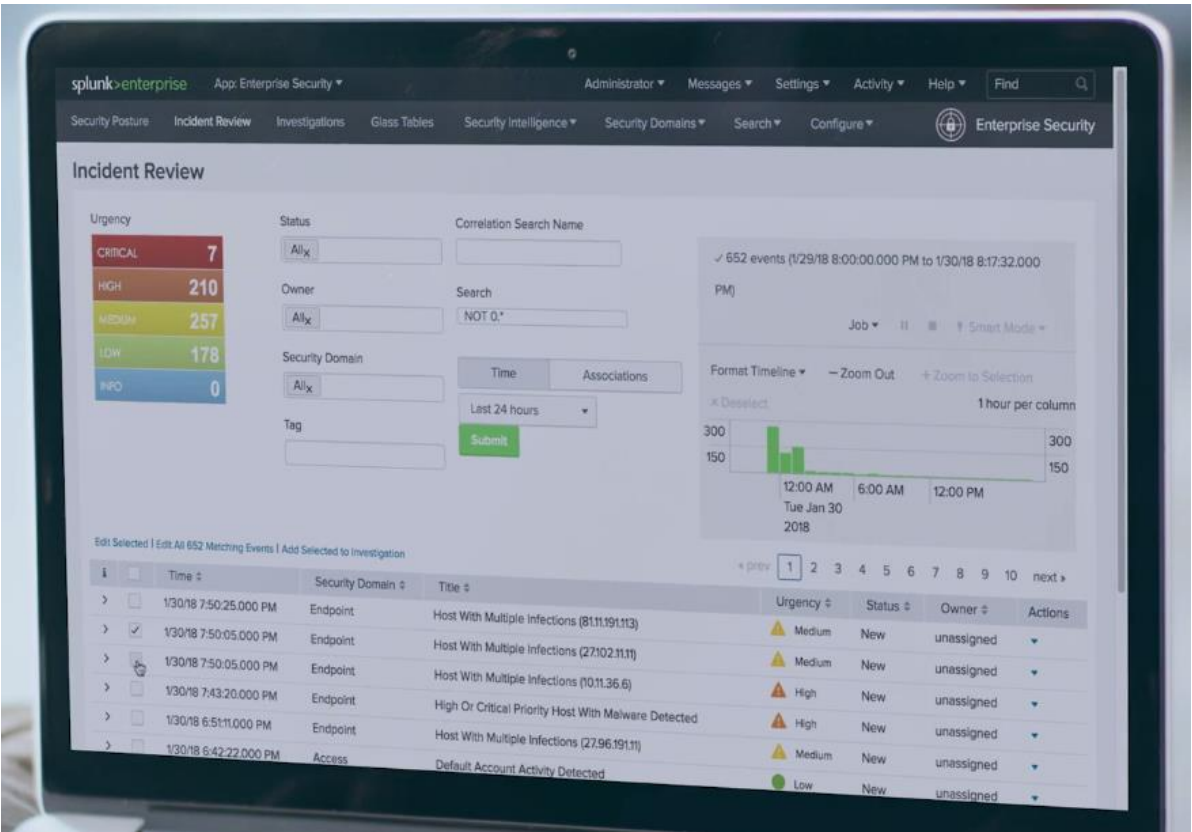 splunk>enterprise App: Enterprise Security Administrator Messages Settings Activity Help Find
Security Posture Incident Review Investigations Glass Tables Security Intelligence Security Domains Search Configure Enterprise Security
Incident Review
Urgency
CRITICAL 7
HIGH 210
MEDIUM 257
LOW 178
INFO 0
Status
All x
Owner
All x
Security Domain
All x
Tag
Correlation Search Name
Search
NOT 0.*
Time Associations
Last 24 hours
Submit
✓ 652 events (1/29/18 8:00:00.000 PM to 1/30/18 8:17:32.000
PM)
Job Smart Mode
Format Timeline — Zoom Out + Zoom to Selection
× Deselect 1 hour per column
300 300
150 150
12:00 AM 6:00 AM 12:00 PM
Tue Jan 30
2018
Edit Selected | Edit All 652 Matching Events | Add Selected to Investigation
« prev 1 2 3 4 5 6 7 8 9 10 next »
i Time Security Domain Title Urgency Status Owner Actions
1/30/18 7:50:25.000 PM Endpoint Host With Multiple Infections (81.11.191.113) Medium New unassigned
1/30/18 7:50:05.000 PM Endpoint Host With Multiple Infections (27.102.11.11) Medium New unassigned
1/30/18 7:50:05.000 PM Endpoint Host With Multiple Infections (10.11.36.6) High New unassigned
1/30/18 7:43:20.000 PM Endpoint High Or Critical Priority Host With Malware Detected High New unassigned
1/30/18 6:51:11.000 PM Endpoint Host With Multiple Infections (27.96.191.11) Medium New unassigned
1/30/18 6:42:22.000 PM Access Default Account Activity Detected Low New unassigned